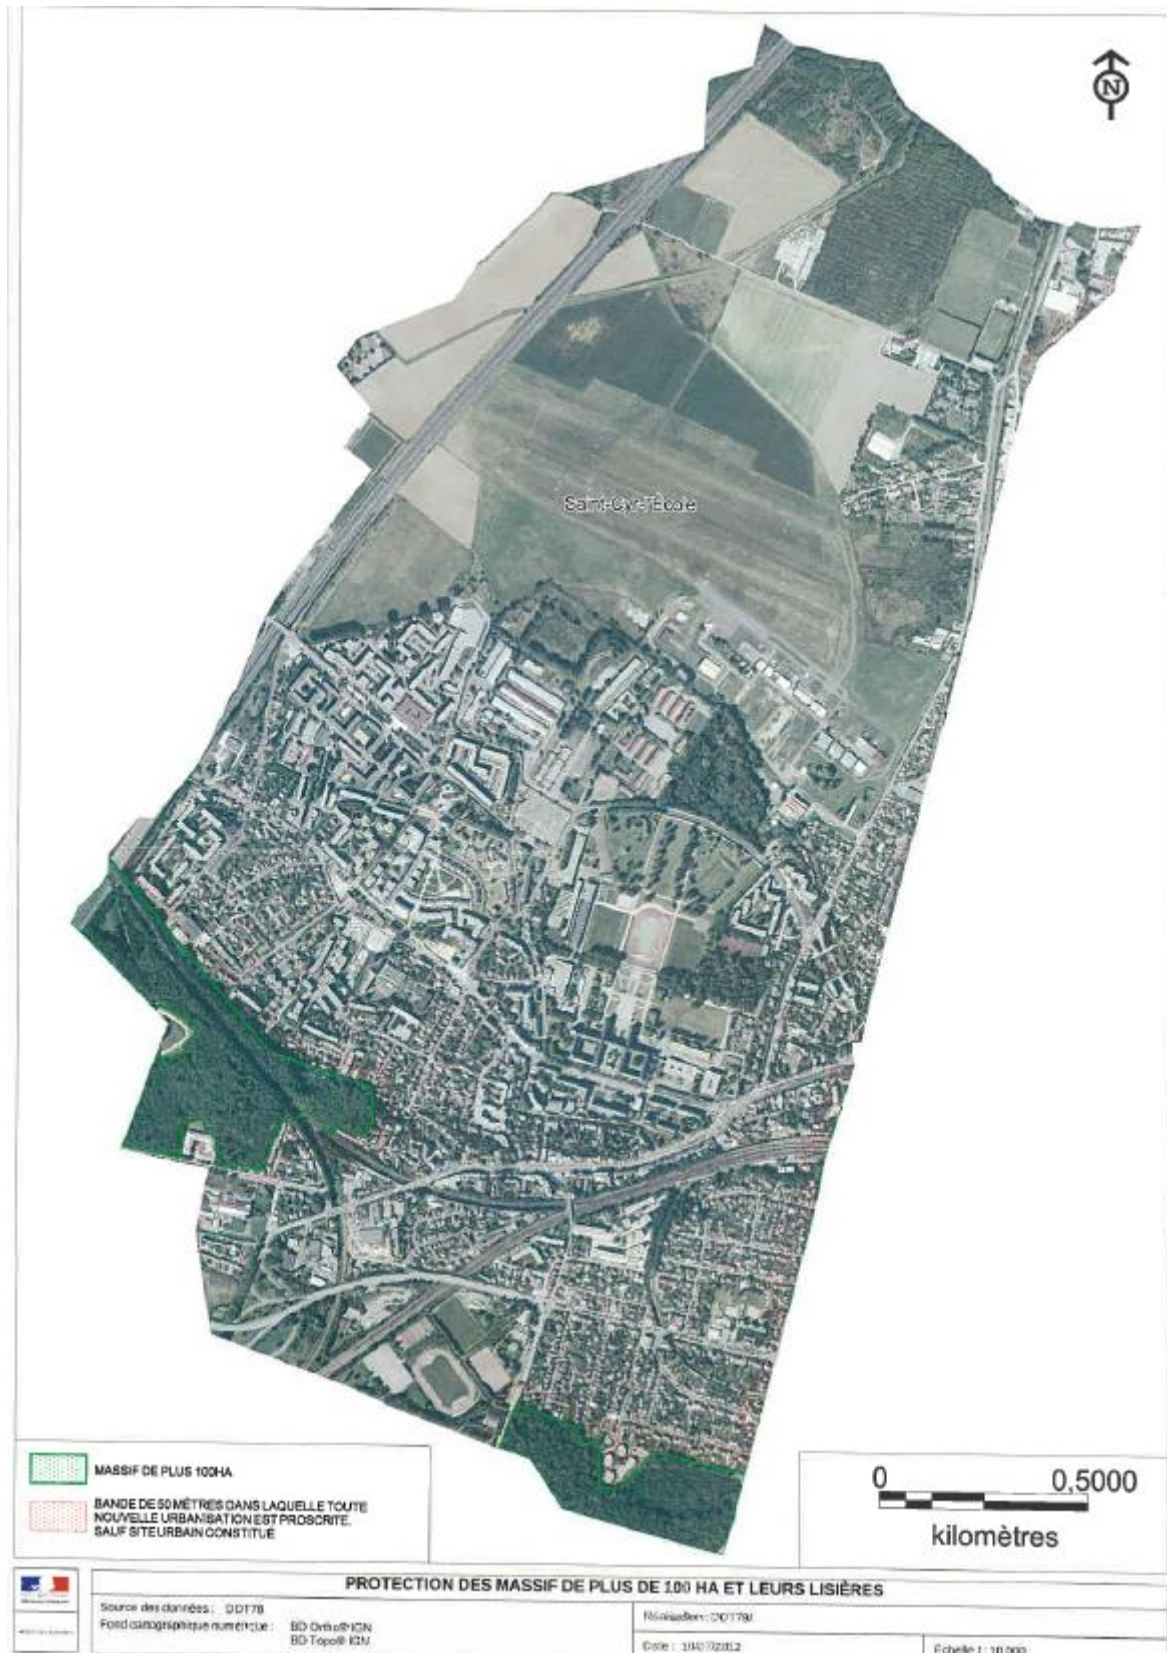 N
Saint-Cyr-l'École
MASSIF DE PLUS 100HA
BANDE DE 50 MÈTRES DANS LAQUELLE TOUTE
NOUVELLE URBANISATION EST PROSCRITE,
SAUF SITE URBAIN CONSTITUÉ
0 0,5000
kilomètres
PROTECTION DES MASSIF DE PLUS DE 100 HA ET LEURS LISIÈRES
Source des données : DDT78
Fond cartographique numérique : BD Ortho® IGN
BD Topo® IGN
Réalisation : DDT78/
Date :
Échelle 1 : 10 000